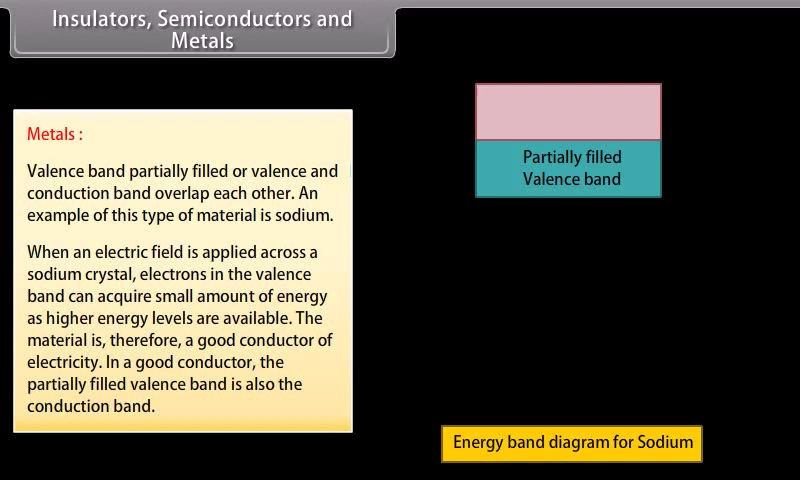 Insulators, Semiconductors and
Metals
Metals :
Valence band partially filled or valence and
conduction band overlap each other. An
example of this type of material is sodium.
When an electric field is applied across a
sodium crystal, electrons in the valence
band can acquire small amount of energy
as higher energy levels are available. The
material is, therefore, a good conductor of
electricity. In a good conductor, the
partially filled valence band is also the
conduction band.
Partially filled
Valence band
Energy band diagram for Sodium